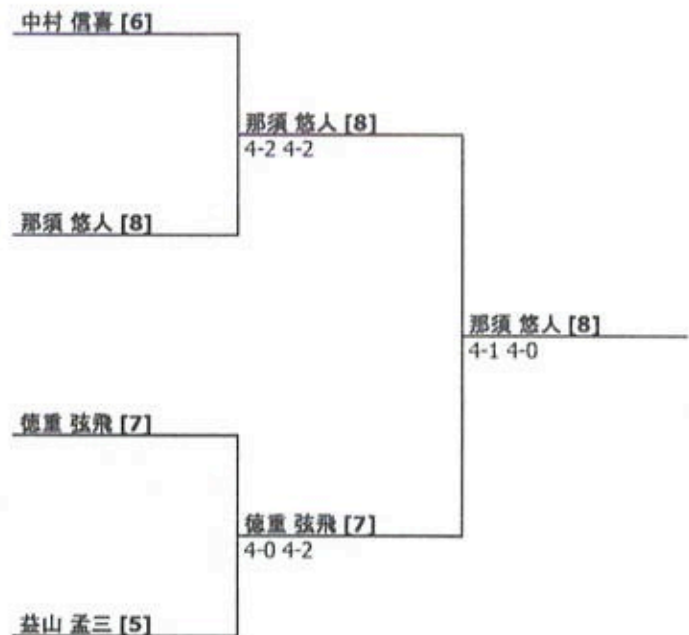 中村 信喜 [6]
那須 悠人 [8]
4-2 4-2
那須 悠人 [8]
那須 悠人 [8]
4-1 4-0
徳重 弦飛 [7]
徳重 弦飛 [7]
4-0 4-2
益山 孟三 [5]